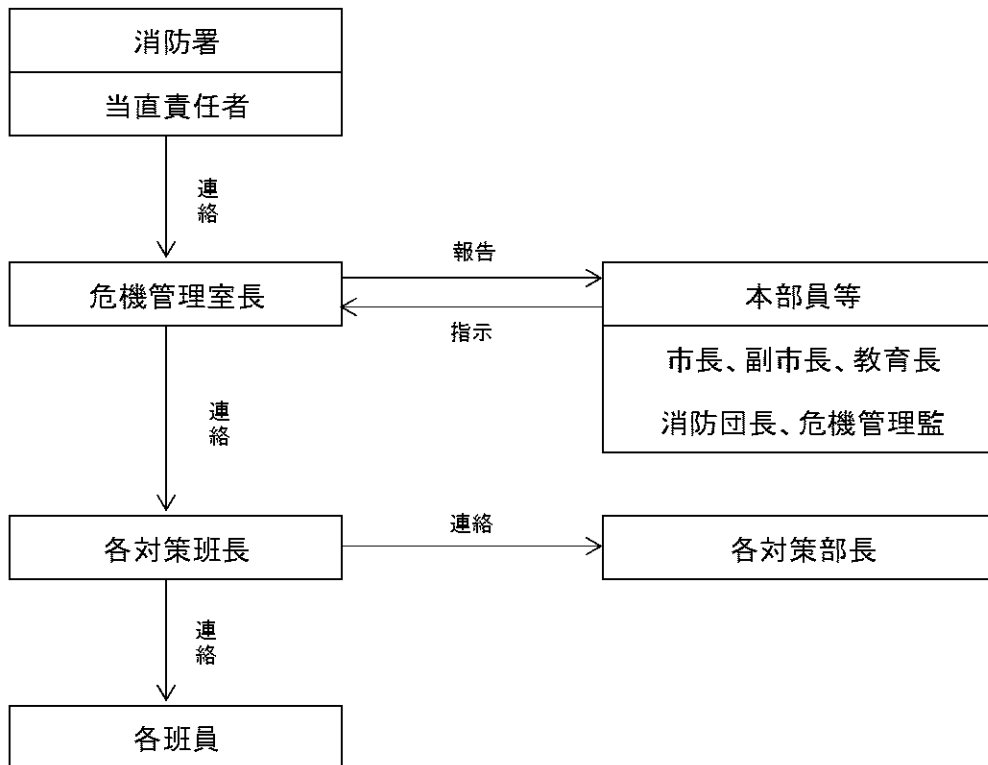 消防署
当直責任者
連絡
危機管理室長
報告
指示
本部員等
市長、副市長、教育長
消防団長、危機管理監
連絡
各対策班長
連絡
各対策部長
連絡
各班員